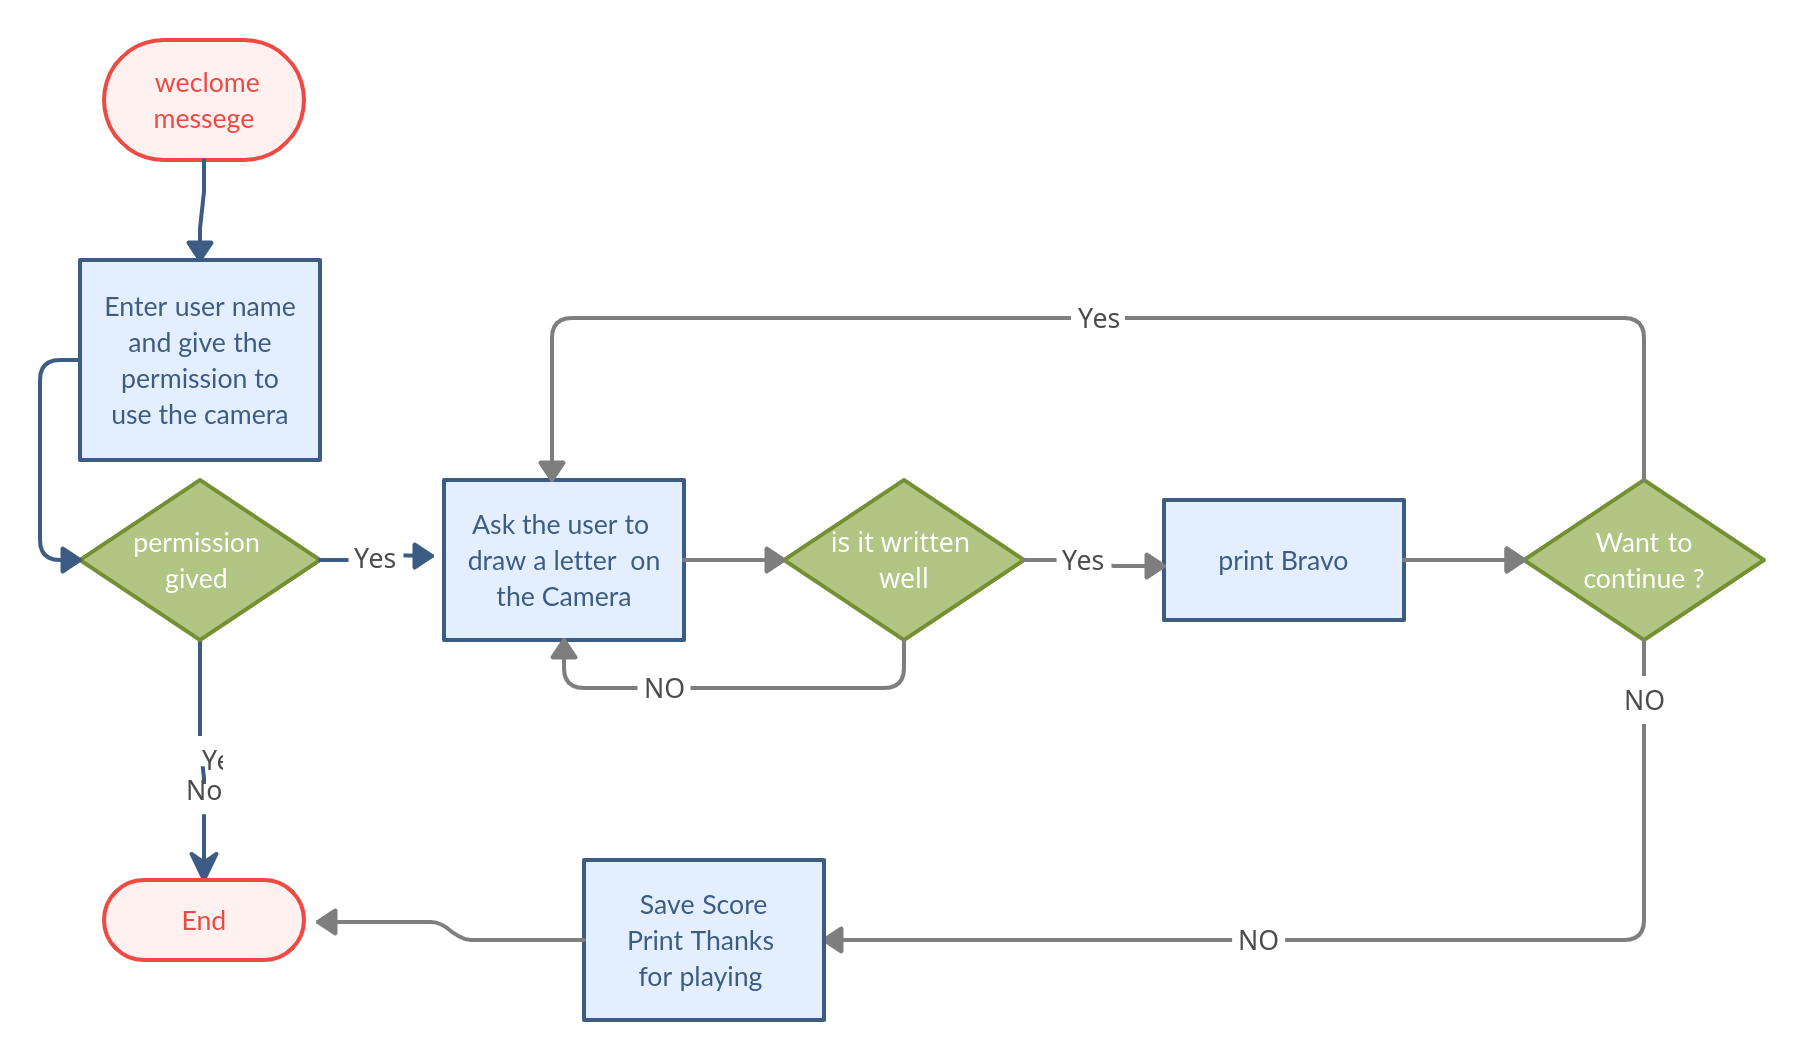 weclome
messege
Enter user name
and give the
permission to
use the camera
Yes
permission
gived
Yes
Ask the user to
draw a letter on
the Camera
is it written
well
Yes
print Bravo
Want to
continue ?
NO
NO
No
End
Save Score
Print Thanks
for playing
NO